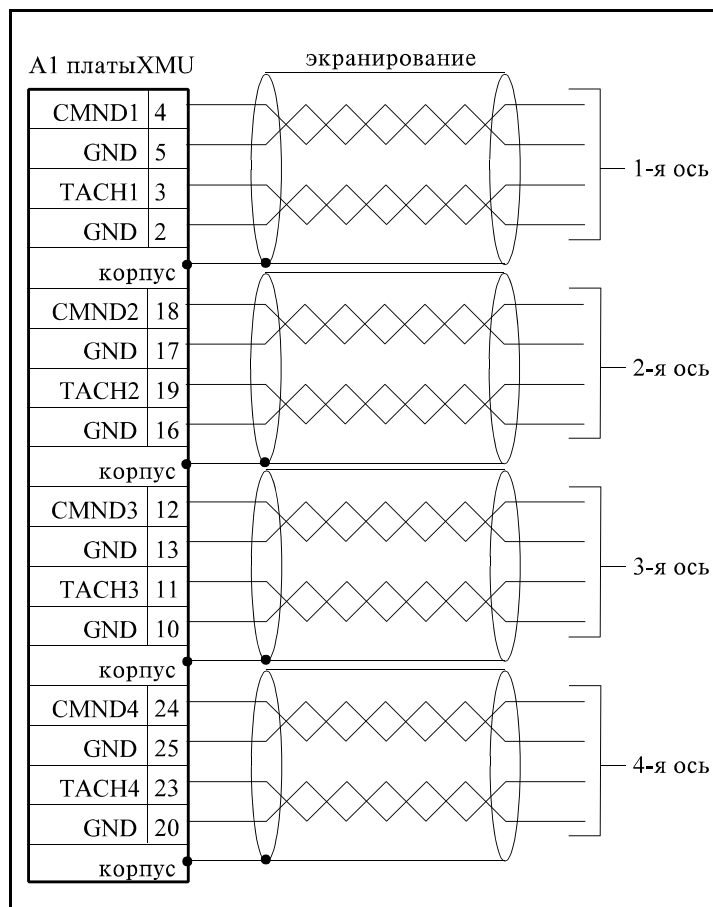 экранирование
A1 платыXMU
CMND1 4
GND 5
TACH1 3
GND 2
корпус
1-я ось
CMND2 18
GND 17
TACH2 19
GND 16
корпус
2-я ось
CMND3 12
GND 13
TACH3 11
GND 10
корпус
3-я ось
CMND4 24
GND 25
TACH4 23
GND 20
корпус
4-я ось